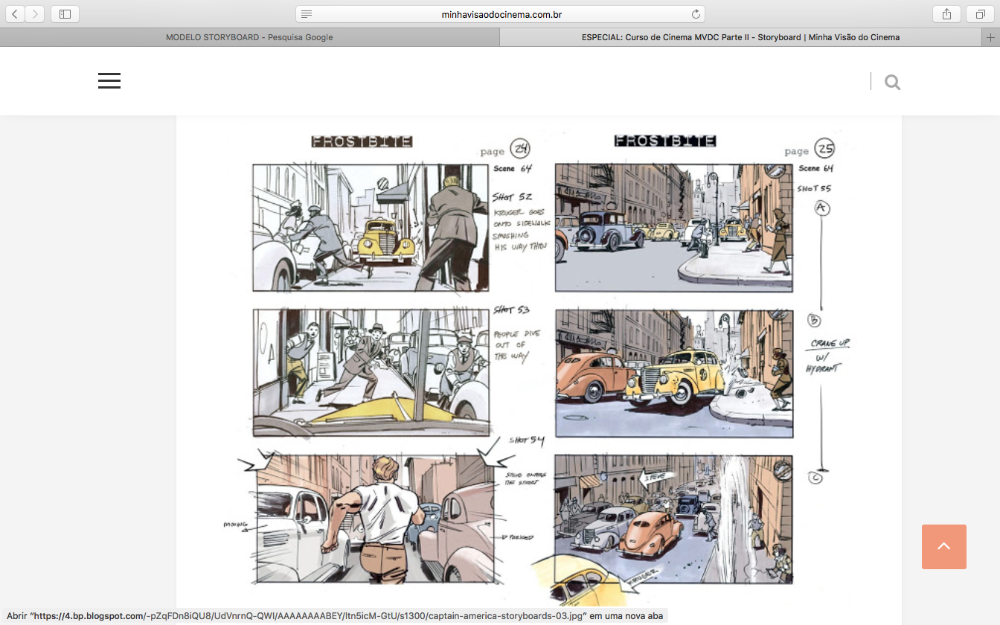 minhavisaodocinema.com.br
MODELO STORYBOARD - Pesquisa Google
ESPECIAL: Curso de Cinema MVDC Parte II - Storyboard | Minha Visão do Cinema
FROSTBITE
page 24
Scene 64
SHOT 52
KRUGER GOES
ONTO SIDEWALK
SMASHING
HIS WAY THRU
SHOT 53
PEOPLE DIVE
OUT OF
THE WAY
SHOT 54
STEVE ENTERS
THE STREET
MOVING
PARKED
FROSTBITE
page 25
Scene 64
SHOT 55
A
B
CRANE UP
W/
HYDRANT
C
STEVE
KRUGER
Abrir “https://4.bp.blogspot.com/-pZqFDn8iQU8/UdVnrnQ-QWI/AAAAAAAABEY/Itn5icM-GtU/s1300/captain-america-storyboards-03.jpg” em uma nova aba